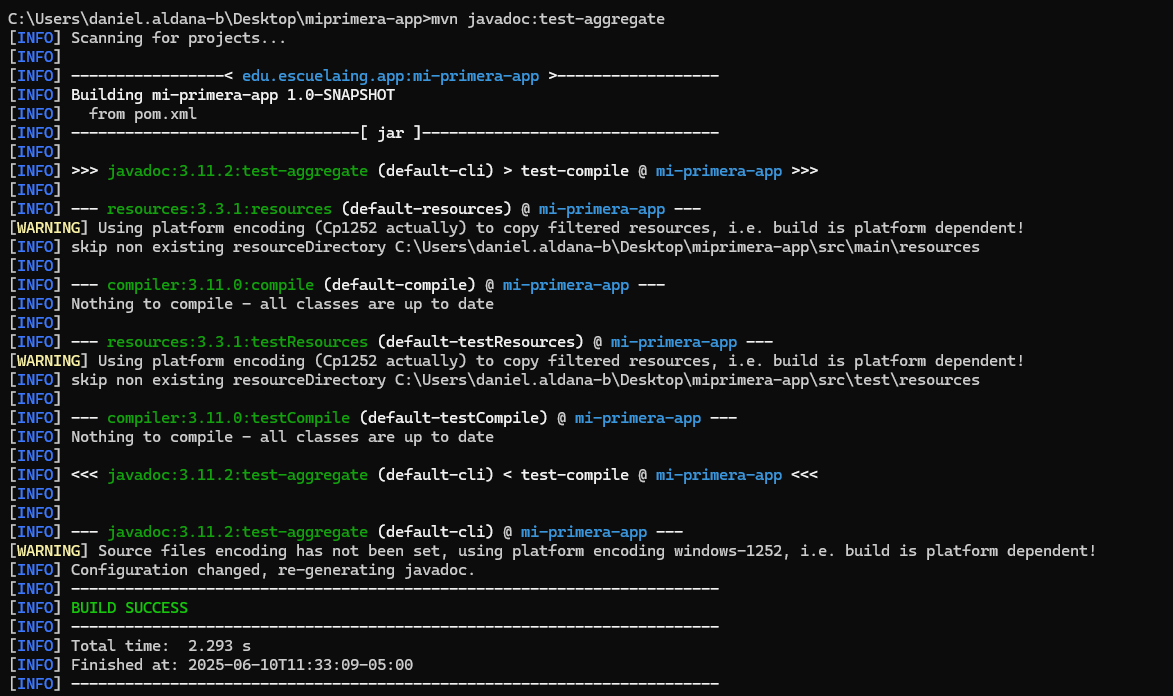 C:\Users\daniel.aldana-b\Desktop\miprimera-app>mvn javadoc:test-aggregate
[INFO] Scanning for projects...
[INFO]
[INFO] -----------------< edu.escuelaing.app:mi-primera-app >------------------
[INFO] Building mi-primera-app 1.0-SNAPSHOT
[INFO]   from pom.xml
[INFO] --------------------------------[ jar ]---------------------------------
[INFO]
[INFO] >>> javadoc:3.11.2:test-aggregate (default-cli) > test-compile @ mi-primera-app >>>
[INFO]
[INFO] --- resources:3.3.1:resources (default-resources) @ mi-primera-app ---
[WARNING] Using platform encoding (Cp1252 actually) to copy filtered resources, i.e. build is platform dependent!
[INFO] skip non existing resourceDirectory C:\Users\daniel.aldana-b\Desktop\miprimera-app\src\main\resources
[INFO]
[INFO] --- compiler:3.11.0:compile (default-compile) @ mi-primera-app ---
[INFO] Nothing to compile - all classes are up to date
[INFO]
[INFO] --- resources:3.3.1:testResources (default-testResources) @ mi-primera-app ---
[WARNING] Using platform encoding (Cp1252 actually) to copy filtered resources, i.e. build is platform dependent!
[INFO] skip non existing resourceDirectory C:\Users\daniel.aldana-b\Desktop\miprimera-app\src\test\resources
[INFO]
[INFO] --- compiler:3.11.0:testCompile (default-testCompile) @ mi-primera-app ---
[INFO] Nothing to compile - all classes are up to date
[INFO]
[INFO] <<< javadoc:3.11.2:test-aggregate (default-cli) < test-compile @ mi-primera-app <<<
[INFO]
[INFO]
[INFO] --- javadoc:3.11.2:test-aggregate (default-cli) @ mi-primera-app ---
[WARNING] Source files encoding has not been set, using platform encoding windows-1252, i.e. build is platform dependent!
[INFO] Configuration changed, re-generating javadoc.
[INFO] ------------------------------------------------------------------------
[INFO] BUILD SUCCESS
[INFO] ------------------------------------------------------------------------
[INFO] Total time:  2.293 s
[INFO] Finished at: 2025-06-10T11:33:09-05:00
[INFO] ------------------------------------------------------------------------